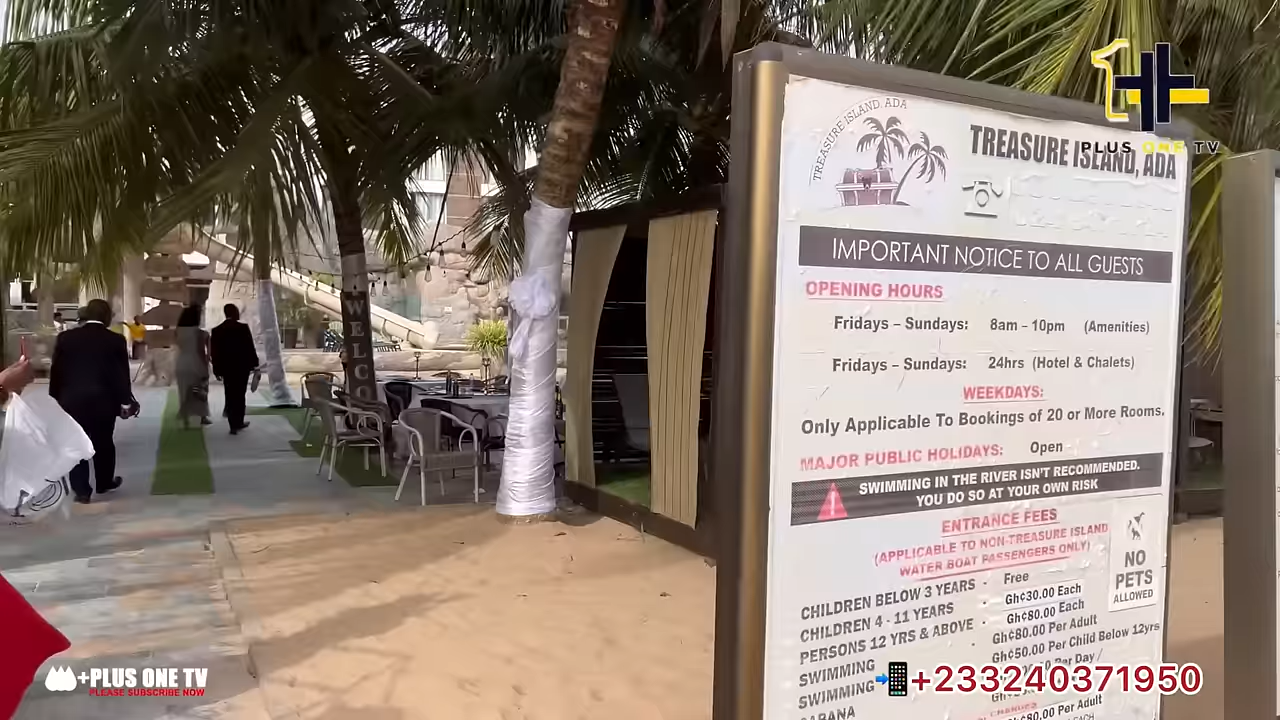 TREASURE ISLAND, ADA
TREASURE ISLAND, ADA
1
PLUS ONE TV
IMPORTANT NOTICE TO ALL GUESTS
OPENING HOURS
Fridays – Sundays: 8am – 10pm (Amenities)
Fridays – Sundays: 24hrs (Hotel & Chalets)
WEEKDAYS:
Only Applicable To Bookings of 20 or More Rooms.
MAJOR PUBLIC HOLIDAYS: Open
SWIMMING IN THE RIVER ISN'T RECOMMENDED.
YOU DO SO AT YOUR OWN RISK
ENTRANCE FEES
(APPLICABLE TO NON-TREASURE ISLAND
WATER BOAT PASSENGERS ONLY)
NO
PETS
ALLOWED
CHILDREN BELOW 3 YEARS - Free
CHILDREN 4 - 11 YEARS - Gh¢30.00 Each
PERSONS 12 YRS & ABOVE - Gh¢80.00 Each
SWIMMING Gh¢80.00 Per Adult
SWIMMING Gh¢50.00 Per Child Below 12yrs
Per Day /
Gh¢80.00 Per Adult
WELCO
+PLUS ONE TV
PLEASE SUBSCRIBE NOW
+233240371950